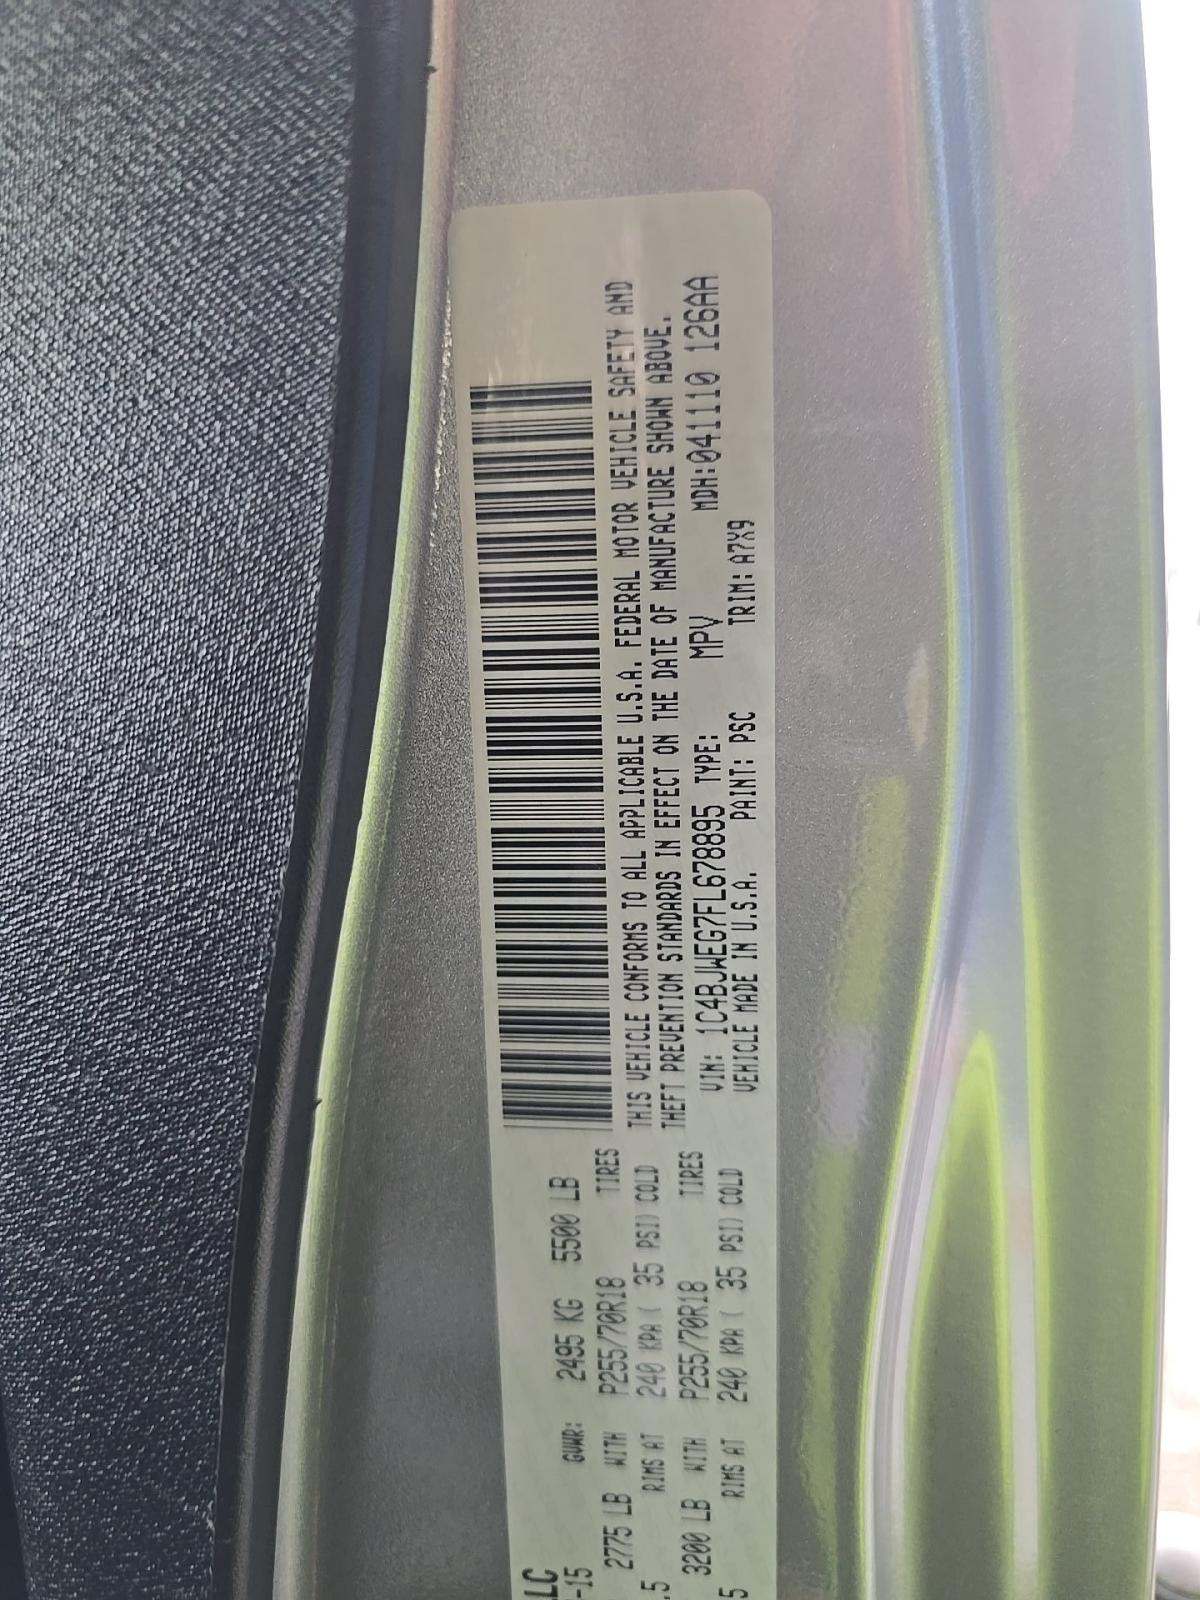 LLC
-15 GVWR: 2495 KG 5500 LB
2775 LB WITH P255/70R18 TIRES
.5 RIMS AT 240 KPA ( 35 PSI) COLD
3200 LB WITH P255/70R18 TIRES
5 RIMS AT 240 KPA ( 35 PSI) COLD
THIS VEHICLE CONFORMS TO ALL APPLICABLE U.S.A. FEDERAL MOTOR VEHICLE SAFETY AND
THEFT PREVENTION STANDARDS IN EFFECT ON THE DATE OF MANUFACTURE SHOWN ABOVE.
VIN: 1C4BJWEG7FL678895 TYPE: MPV MDH:041110 126AA
VEHICLE MADE IN U.S.A. PAINT: PSC TRIM: A7X9